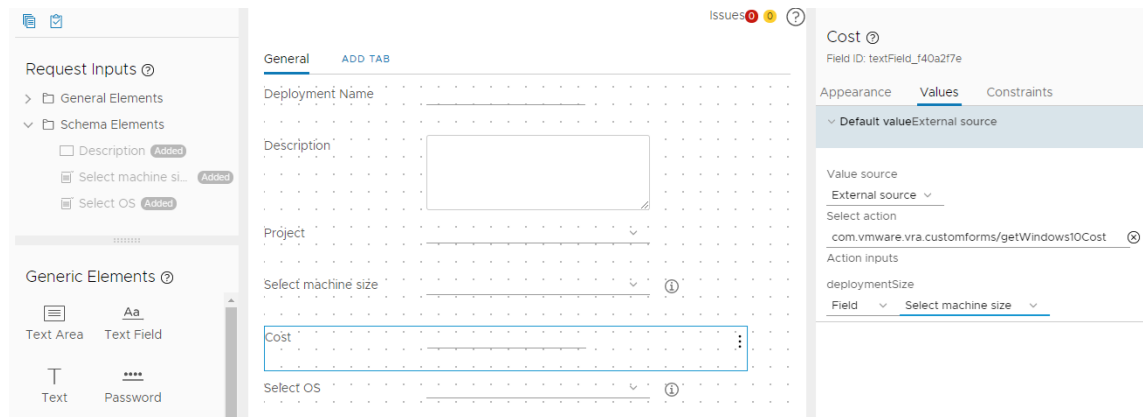 Issues 0 0
Request Inputs
General Elements
Schema Elements
Description Added
Select machine si... Added
Select OS Added
Generic Elements
Aa
Text Area Text Field
T
Text Password
General ADD TAB
Deployment Name
Description
Project
Select machine size
Cost
Select OS
Cost
Field ID: textField_f40a2f7e
Appearance Values Constraints
Default valueExternal source
Value source
External source
Select action
com.vmware.vra.customforms/getWindows10Cost
Action inputs
deploymentSize
Field Select machine size